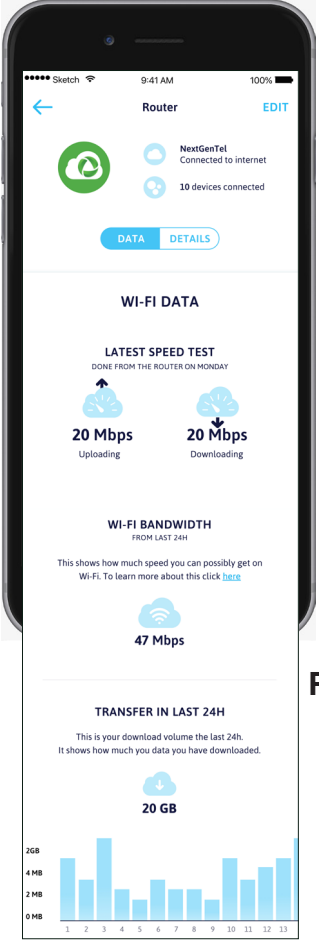 Sketch 9:41 AM 100%
Router EDIT
NextGenTel
Connected to internet
10 devices connected
DATA DETAILS
WI-FI DATA
LATEST SPEED TEST
DONE FROM THE ROUTER ON MONDAY
20 Mbps 20 Mbps
Uploading Downloading
WI-FI BANDWIDTH
FROM LAST 24H
This shows how much speed you can possibly get on
Wi-Fi. To learn more about this click here
47 Mbps
F
TRANSFER IN LAST 24H
This is your download volume the last 24h.
It shows how much you data you have downloaded.
20 GB
2GB
4 MB
2 MB
0 MB
1 2 3 4 5 6 7 8 9 10 11 12 13